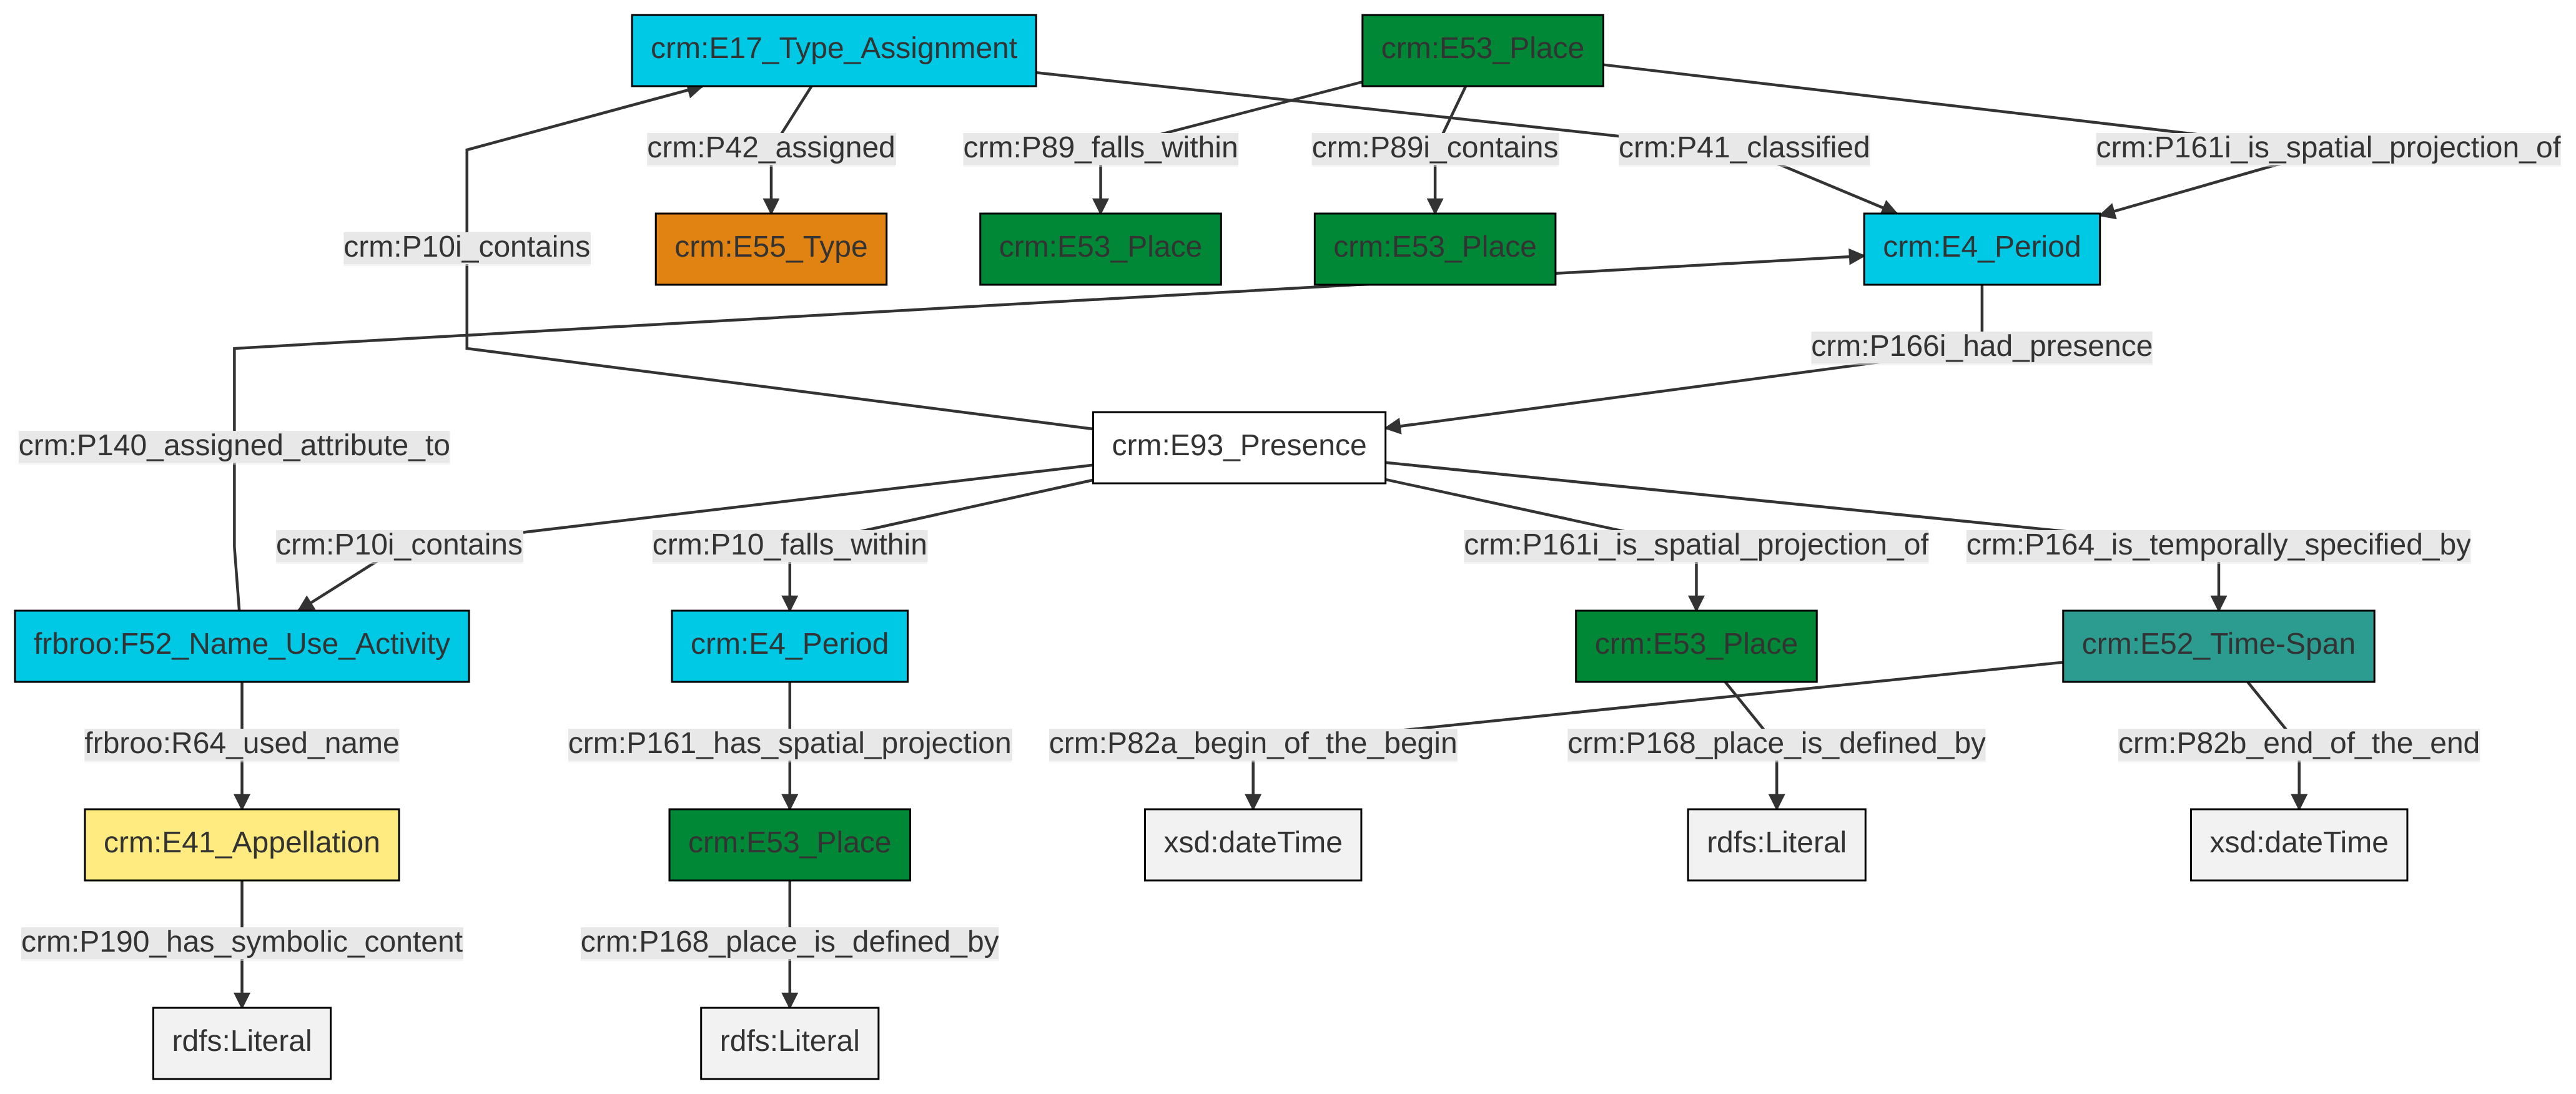 crm:E17_Type_Assignment
crm:E53_Place
crm:P42_assigned
crm:P89_falls_within
crm:P89i_contains
crm:P41_classified
crm:P161i_is_spatial_projection_of
crm:P10i_contains
crm:E55_Type
crm:E53_Place
crm:E53_Place
crm:E4_Period
crm:P166i_had_presence
crm:P140_assigned_attribute_to
crm:E93_Presence
crm:P10i_contains
crm:P10_falls_within
crm:P161i_is_spatial_projection_of
crm:P164_is_temporally_specified_by
frbroo:F52_Name_Use_Activity
crm:E4_Period
crm:E53_Place
crm:E52_Time-Span
frbroo:R64_used_name
crm:P161_has_spatial_projection
crm:P82a_begin_of_the_begin
crm:P168_place_is_defined_by
crm:P82b_end_of_the_end
crm:E41_Appellation
crm:E53_Place
xsd:dateTime
rdfs:Literal
xsd:dateTime
crm:P190_has_symbolic_content
crm:P168_place_is_defined_by
rdfs:Literal
rdfs:Literal